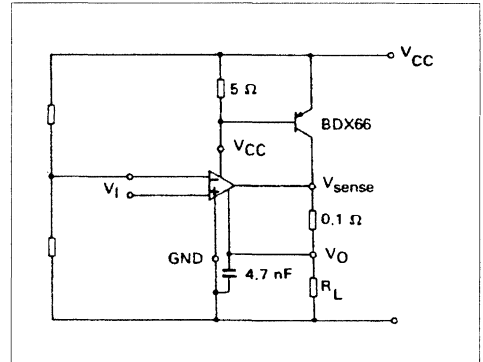 V_CC
5 Ω
BDX66
V_CC
V_I
V_sense
0.1 Ω
GND
V_O
4.7 nF
R_L